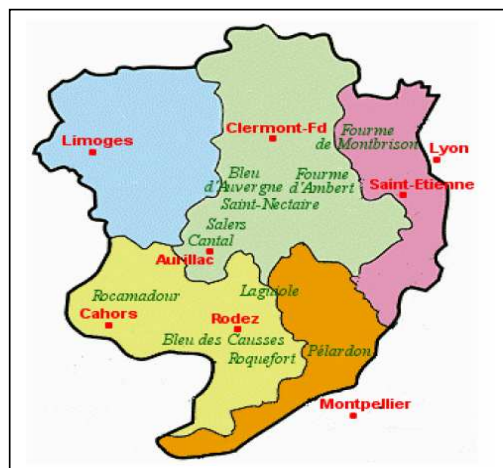 Clermont-Fd
Fourme
de Montbrison
Limoges
Lyon
Bleu
d'Auvergne
Fourme
d'Ambert
Saint-Etienne
Saint-Nectaire
Salers
Cantal
Aurillac
Rocamadour
Laguiole
Cahors
Rodez
Bleu des Causses
Roquefort
Pélardon
Montpellier